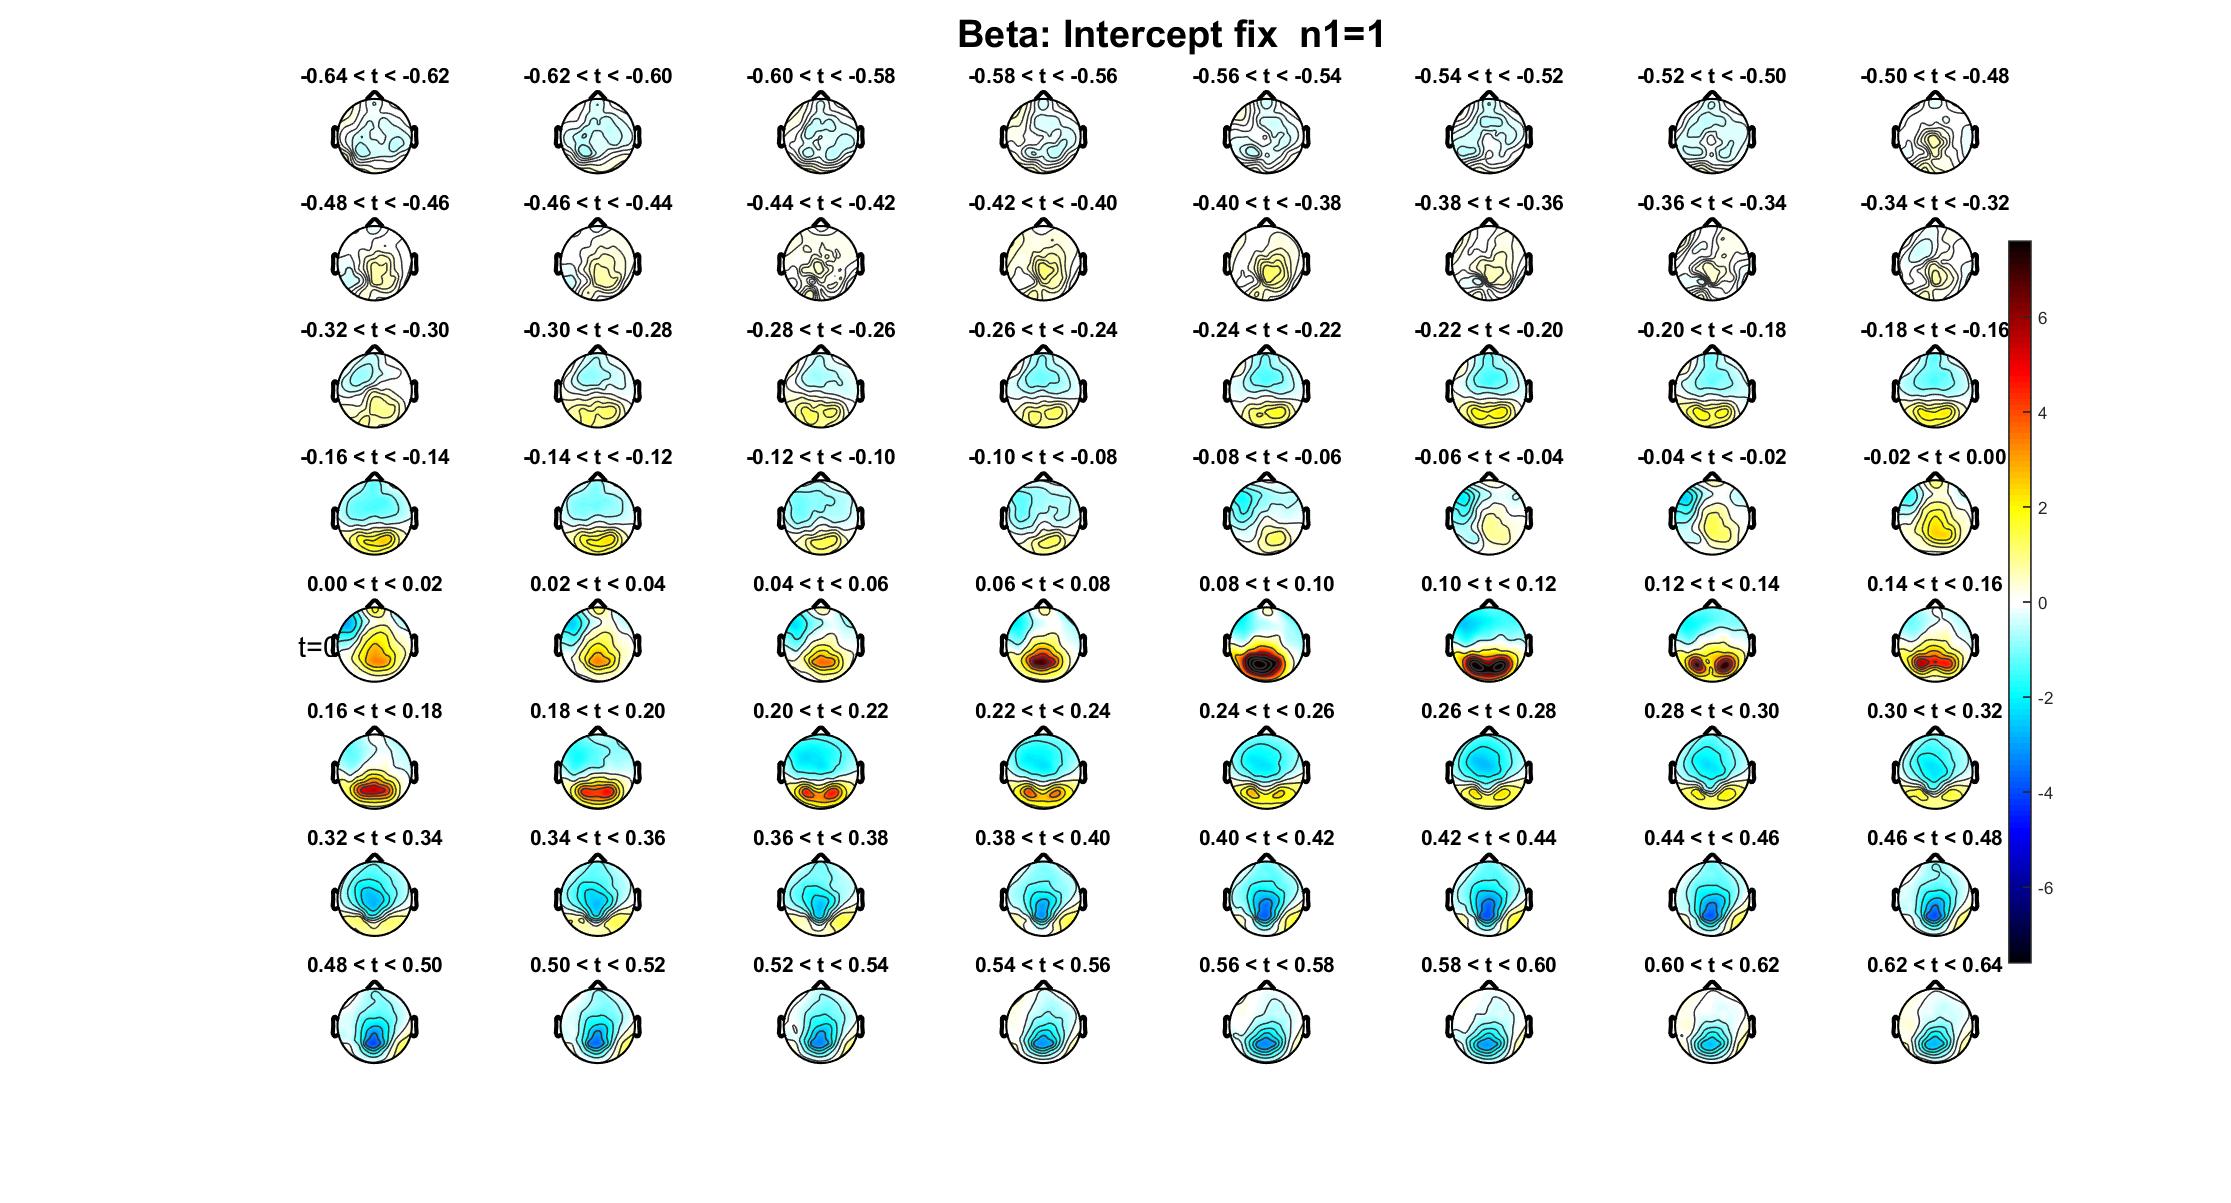 Beta: Intercept fix  n1=1
-0.64 < t < -0.62 -0.62 < t < -0.60 -0.60 < t < -0.58 -0.58 < t < -0.56 -0.56 < t < -0.54 -0.54 < t < -0.52 -0.52 < t < -0.50 -0.50 < t < -0.48
-0.48 < t < -0.46 -0.46 < t < -0.44 -0.44 < t < -0.42 -0.42 < t < -0.40 -0.40 < t < -0.38 -0.38 < t < -0.36 -0.36 < t < -0.34 -0.34 < t < -0.32
-0.32 < t < -0.30 -0.30 < t < -0.28 -0.28 < t < -0.26 -0.26 < t < -0.24 -0.24 < t < -0.22 -0.22 < t < -0.20 -0.20 < t < -0.18 -0.18 < t < -0.16
-0.16 < t < -0.14 -0.14 < t < -0.12 -0.12 < t < -0.10 -0.10 < t < -0.08 -0.08 < t < -0.06 -0.06 < t < -0.04 -0.04 < t < -0.02 -0.02 < t < 0.00
0.00 < t < 0.02 0.02 < t < 0.04 0.04 < t < 0.06 0.06 < t < 0.08 0.08 < t < 0.10 0.10 < t < 0.12 0.12 < t < 0.14 0.14 < t < 0.16
t=0
0.16 < t < 0.18 0.18 < t < 0.20 0.20 < t < 0.22 0.22 < t < 0.24 0.24 < t < 0.26 0.26 < t < 0.28 0.28 < t < 0.30 0.30 < t < 0.32
0.32 < t < 0.34 0.34 < t < 0.36 0.36 < t < 0.38 0.38 < t < 0.40 0.40 < t < 0.42 0.42 < t < 0.44 0.44 < t < 0.46 0.46 < t < 0.48
0.48 < t < 0.50 0.50 < t < 0.52 0.52 < t < 0.54 0.54 < t < 0.56 0.56 < t < 0.58 0.58 < t < 0.60 0.60 < t < 0.62 0.62 < t < 0.64
6
4
2
0
-2
-4
-6